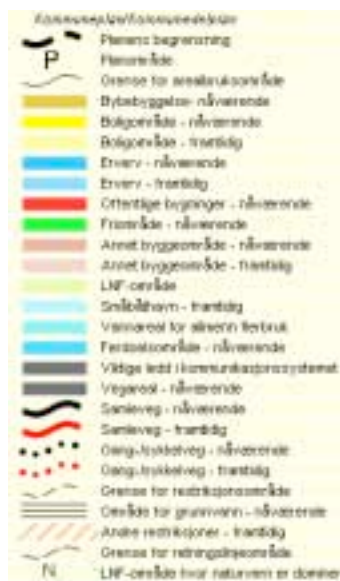 Kommuneplan/Kommunedelplan
Planens begrensning
P Planområde
Grense for arealbruksområde
Bybebyggelse - nåværende
Boligområde - nåværende
Boligområde - framtidig
Erverv - nåværende
Erverv - framtidig
Offentlige bygninger - nåværende
Friområde - nåværende
Annet byggeområde - nåværende
Annet byggeområde - framtidig
LNF-område
Småbåthavn - framtidig
Vannareal for allmenn flerbruk
Ferdselsområde - nåværende
Viktige ledd i kommunikasjonssystemet
Vegareal - nåværende
Samleveg - nåværende
Samleveg - framtidig
Gang-/sykkelveg - nåværende
Gang-/sykkelveg - framtidig
Grense for restriksjonsområde
Område for grunnvann - nåværende
Andre restriksjoner - framtidig
Grense for retningslinjeområde
N LNF-område hvor naturvern er dominer